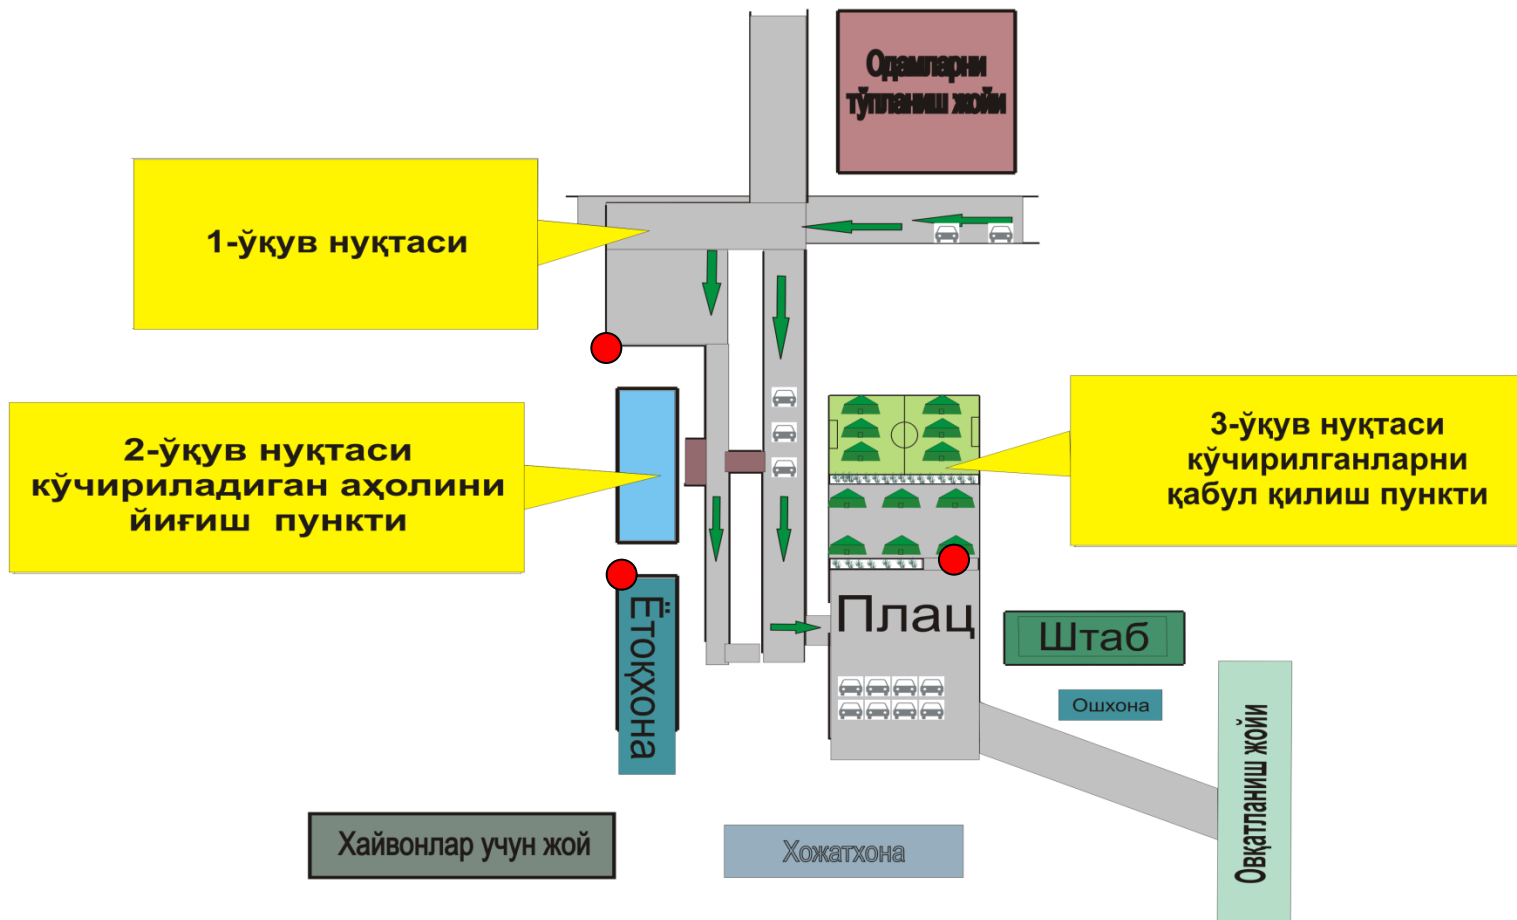 Одамларни
тўпланиш жойи
1-ўқув нуқтаси
2-ўқув нуқтаси
кўчириладиган аҳолини
йиғиш пункти
3-ўқув нуқтаси
кўчирилганларни
қабул қилиш пункти
Ётоқхона
Плац
Штаб
Ошхона
Овқатланиш жойи
Хайвонлар учун жой
Хожатхона